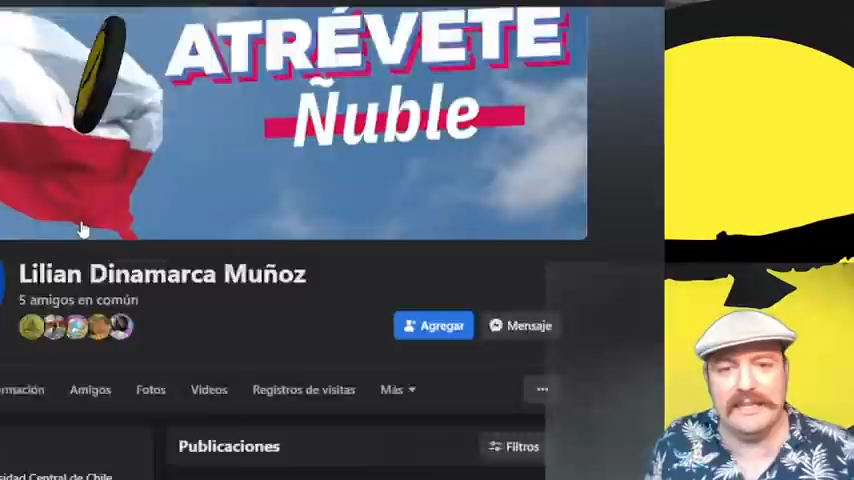 ATRÉVETE
Ñuble
Lilian Dinamarca Muñoz
5 amigos en común
Agregar
Mensaje
rmación
Amigos
Fotos
Videos
Registros de visitas
Más
Publicaciones
Filtros
sidad Central de Chile